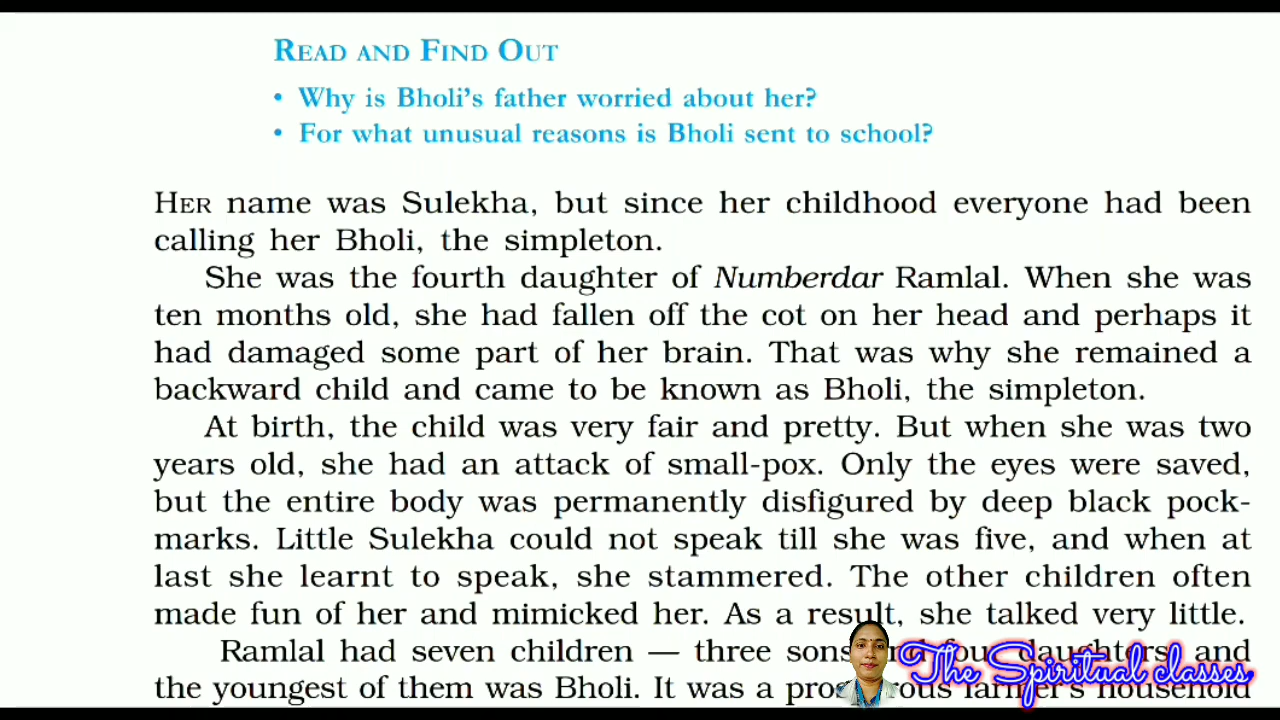 READ AND FIND OUT
• Why is Bholi's father worried about her?
• For what unusual reasons is Bholi sent to school?
HER name was Sulekha, but since her childhood everyone had been
calling her Bholi, the simpleton.
She was the fourth daughter of Numberdar Ramlal. When she was
ten months old, she had fallen off the cot on her head and perhaps it
had damaged some part of her brain. That was why she remained a
backward child and came to be known as Bholi, the simpleton.
At birth, the child was very fair and pretty. But when she was two
years old, she had an attack of small-pox. Only the eyes were saved,
but the entire body was permanently disfigured by deep black pock-
marks. Little Sulekha could not speak till she was five, and when at
last she learnt to speak, she stammered. The other children often
made fun of her and mimicked her. As a result, she talked very little.
Ramlal had seven children — three sons and four daughters, and
the youngest of them was Bholi. It was a prosperous farmer's household
The Spiritual classes